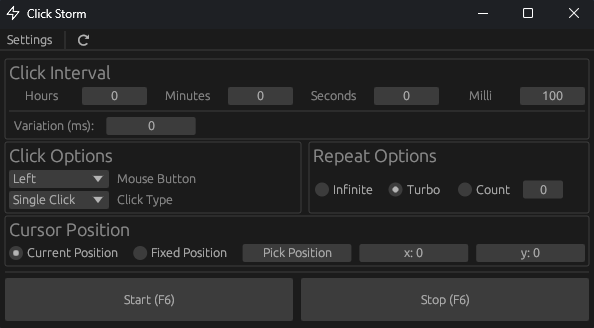 Click Storm
Settings
Click Interval
Hours 0 Minutes 0 Seconds 0 Milli 100
Variation (ms): 0
Click Options
Left Mouse Button
Single Click Click Type
Repeat Options
Infinite Turbo Count 0
Cursor Position
Current Position Fixed Position Pick Position x: 0 y: 0
Start (F6) Stop (F6)